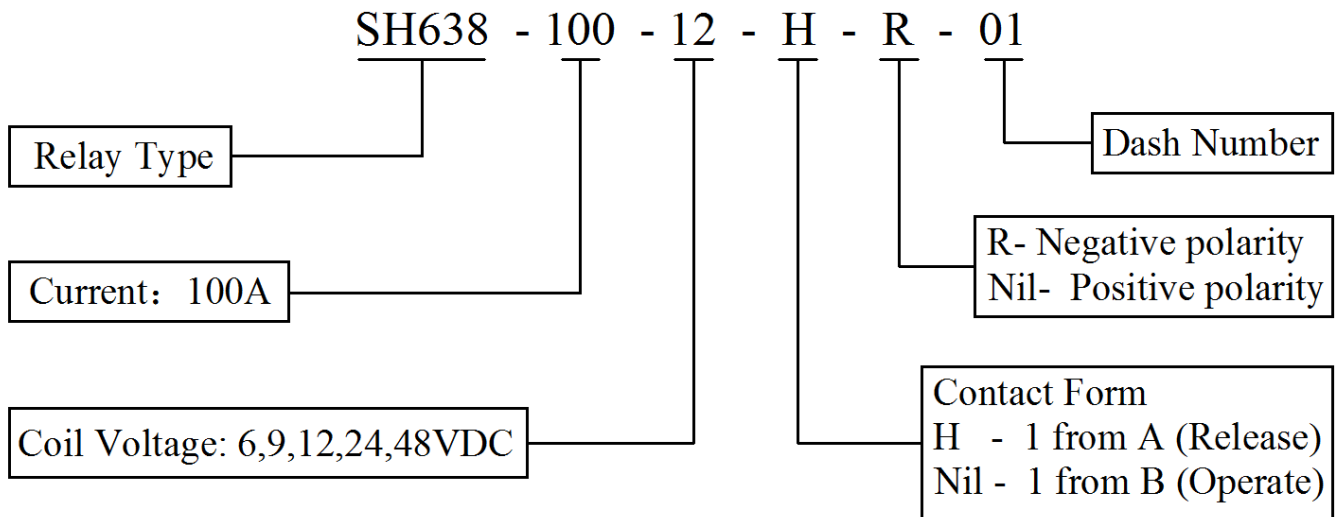 SH638 - 100 - 12 - H - R - 01
Relay Type
Dash Number
Current：100A
R- Negative polarity
Nil- Positive polarity
Coil Voltage: 6,9,12,24,48VDC
Contact Form
H - 1 from A (Release)
Nil - 1 from B (Operate)